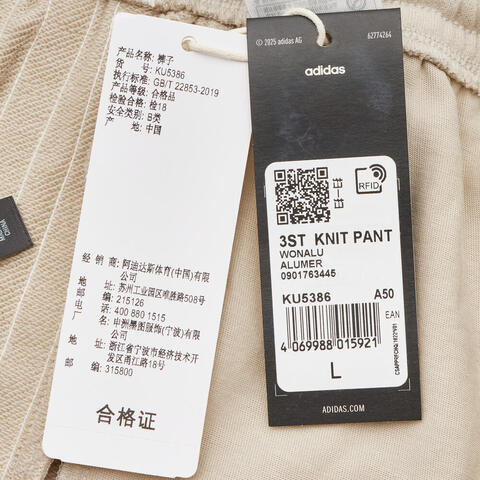 产品名称: 裤子
货 号: KU5386
执行标准: GB/T 22853-2019
产品等级: 合格品
检验合格: 检18
安全类别: B类
产 地: 中国
经 销 商: 阿迪达斯体育(中国)有限
公司
地 址: 苏州工业园区亭融街508号
邮 编: 215126
电 话: 400 880 1515
厂: 申洲墨图服饰(宁波)有限
公司
地 址: 浙江省宁波市经济技术开
发区甬江路18号
邮 编: 315800
合格证
© 2025 adidas AG
62774264
adidas
RFID
3ST KNIT PANT
WONALU
ALUMER
0901763445
KU5386 A50
EAN
4 069988 015921
L
ADIDAS.COM
CHINA